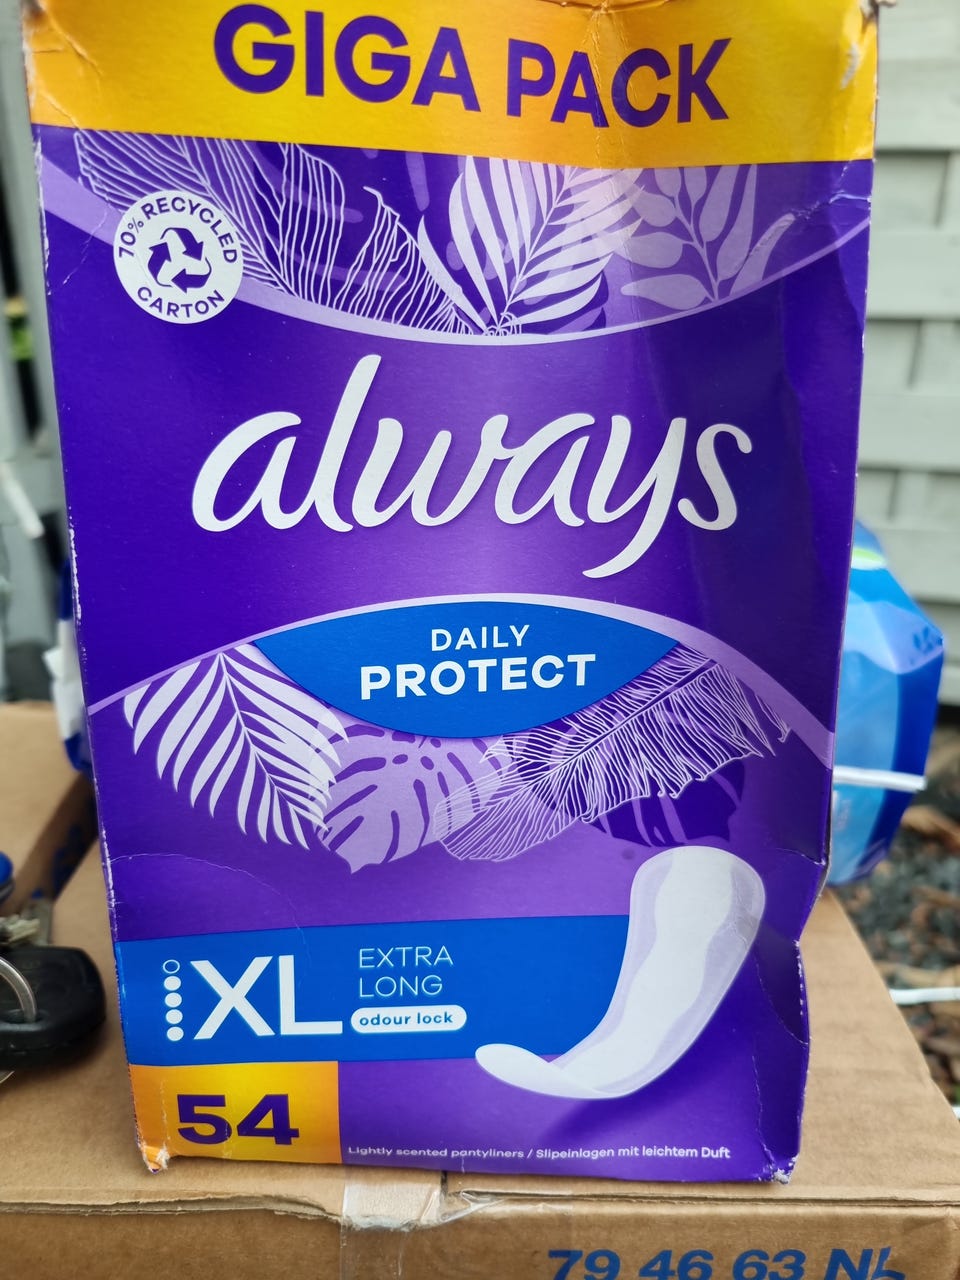 GIGA PACK
70% RECYCLED
CARTON
always
DAILY
PROTECT
XL
EXTRA
LONG
odour lock
54
Lightly scented pantyliners / Slipeinlagen mit leichtem Duft
79 46 63 NL